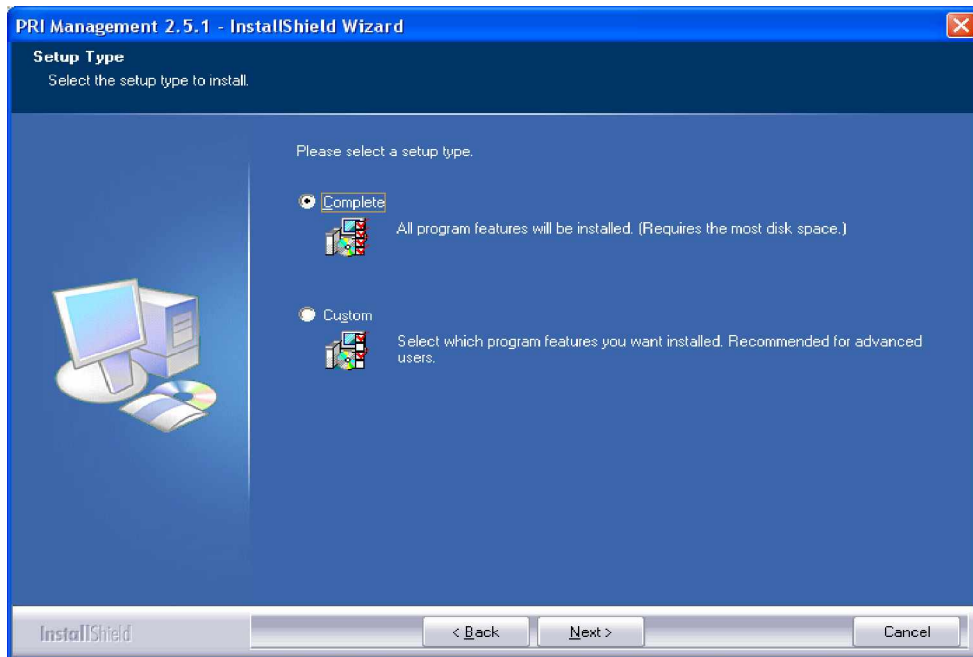 PRI Management 2.5.1 - InstallShield Wizard
Setup Type
Select the setup type to install.
Please select a setup type.
Complete
All program features will be installed. (Requires the most disk space.)
Custom
Select which program features you want installed. Recommended for advanced
users.
InstallShield
< Back
Next >
Cancel